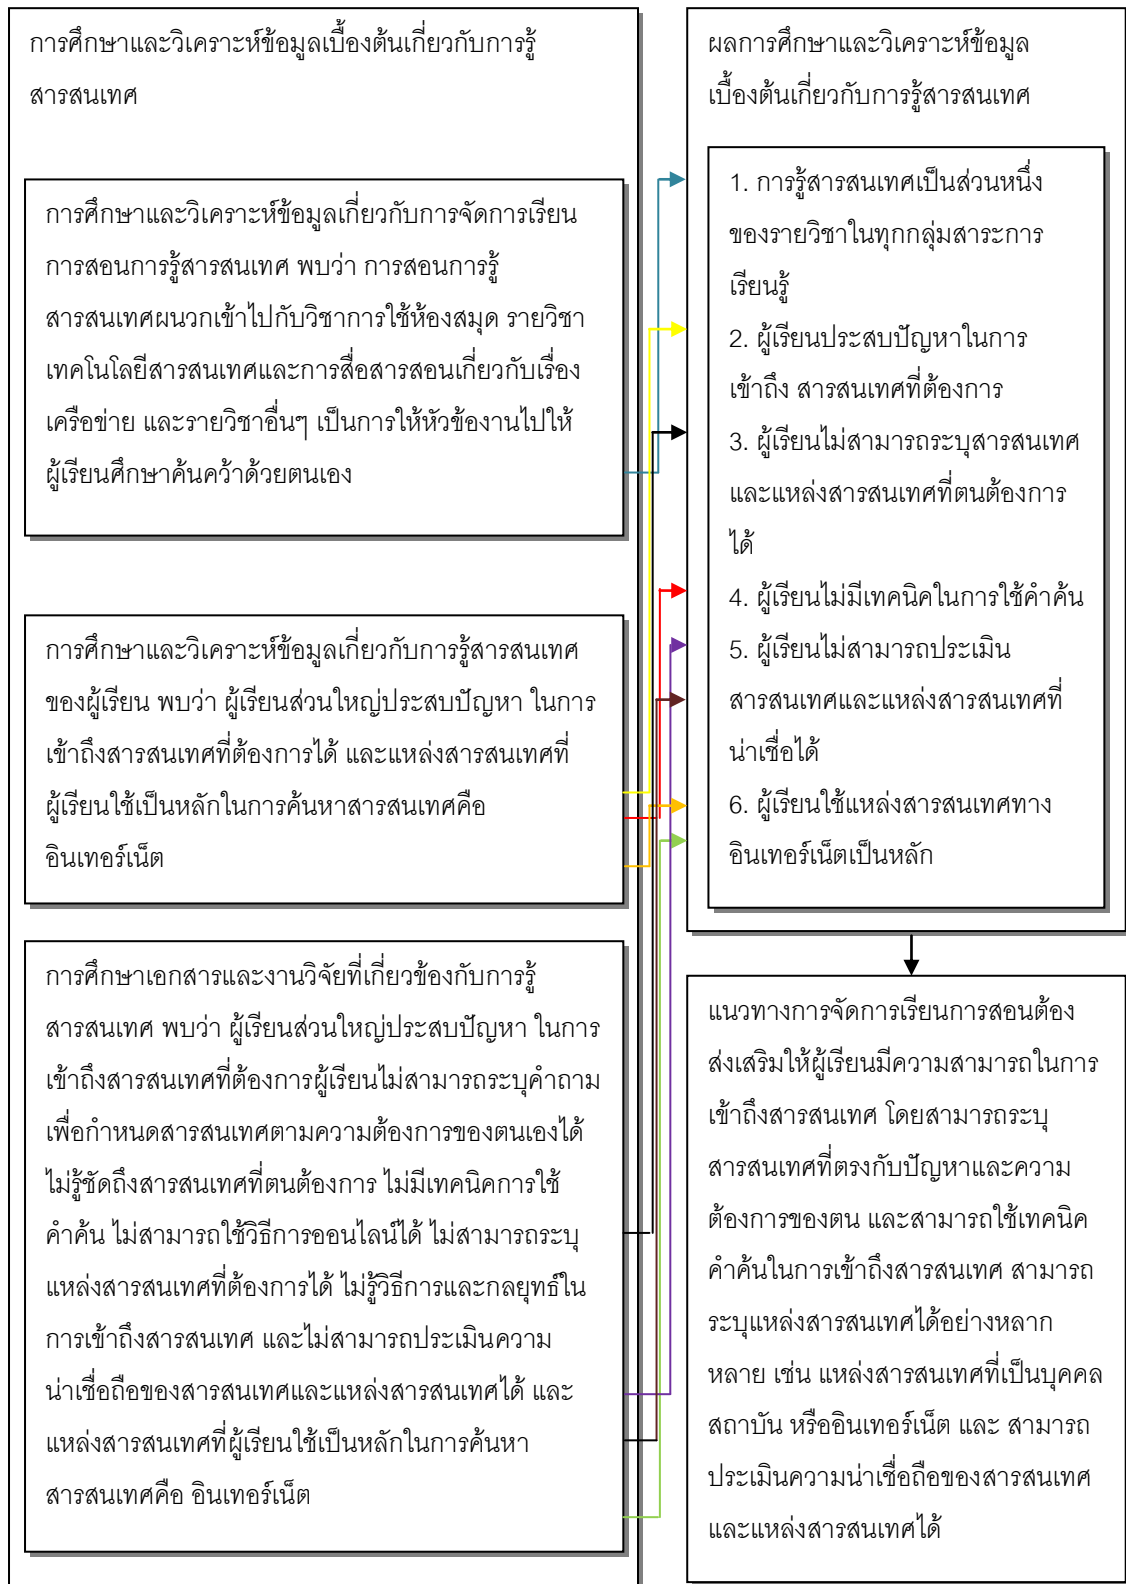 การศึกษาและวิเคราะห์ข้อมูลเบื้องต้นเกี่ยวกับการรู้
สารสนเทศ
การศึกษาและวิเคราะห์ข้อมูลเกี่ยวกับการจัดการเรียน
การสอนการรู้สารสนเทศ พบว่า การสอนการรู้
สารสนเทศผนวกเข้าไปกับวิชาการใช้ห้องสมุด รายวิชา
เทคโนโลยีสารสนเทศและการสื่อสารสอนเกี่ยวกับเรื่อง
เครือข่าย และรายวิชาอื่นๆ เป็นการให้หัวข้องานไปให้
ผู้เรียนศึกษาค้นคว้าด้วยตนเอง
การศึกษาและวิเคราะห์ข้อมูลเกี่ยวกับการรู้สารสนเทศ
ของผู้เรียน พบว่า ผู้เรียนส่วนใหญ่ประสบปัญหา ในการ
เข้าถึงสารสนเทศที่ต้องการได้ และแหล่งสารสนเทศที่
ผู้เรียนใช้เป็นหลักในการค้นหาสารสนเทศคือ
อินเทอร์เน็ต
การศึกษาเอกสารและงานวิจัยที่เกี่ยวข้องกับการรู้
สารสนเทศ พบว่า ผู้เรียนส่วนใหญ่ประสบปัญหา ในการ
เข้าถึงสารสนเทศที่ต้องการผู้เรียนไม่สามารถระบุคำถาม
เพื่อกำหนดสารสนเทศตามความต้องการของตนเองได้
ไม่รู้ชัดถึงสารสนเทศที่ตนต้องการ ไม่มีเทคนิคการใช้
คำค้น ไม่สามารถใช้วิธีการออนไลน์ได้ ไม่สามารถระบุ
แหล่งสารสนเทศที่ต้องการได้ ไม่รู้วิธีการและกลยุทธ์ใน
การเข้าถึงสารสนเทศ และไม่สามารถประเมินความ
น่าเชื่อถือของสารสนเทศและแหล่งสารสนเทศได้ และ
แหล่งสารสนเทศที่ผู้เรียนใช้เป็นหลักในการค้นหา
สารสนเทศคือ อินเทอร์เน็ต
ผลการศึกษาและวิเคราะห์ข้อมูล
เบื้องต้นเกี่ยวกับการรู้สารสนเทศ
1. การรู้สารสนเทศเป็นส่วนหนึ่ง
ของรายวิชาในทุกกลุ่มสาระการ
เรียนรู้
2. ผู้เรียนประสบปัญหาในการ
เข้าถึง สารสนเทศที่ต้องการ
3. ผู้เรียนไม่สามารถระบุสารสนเทศ
และแหล่งสารสนเทศที่ตนต้องการ
ได้
4. ผู้เรียนไม่มีเทคนิคในการใช้คำค้น
5. ผู้เรียนไม่สามารถประเมิน
สารสนเทศและแหล่งสารสนเทศที่
น่าเชื่อได้
6. ผู้เรียนใช้แหล่งสารสนเทศทาง
อินเทอร์เน็ตเป็นหลัก
แนวทางการจัดการเรียนการสอนต้อง
ส่งเสริมให้ผู้เรียนมีความสามารถในการ
เข้าถึงสารสนเทศ โดยสามารถระบุ
สารสนเทศที่ตรงกับปัญหาและความ
ต้องการของตน และสามารถใช้เทคนิค
คำค้นในการเข้าถึงสารสนเทศ สามารถ
ระบุแหล่งสารสนเทศได้อย่างหลาก
หลาย เช่น แหล่งสารสนเทศที่เป็นบุคคล
สถาบัน หรืออินเทอร์เน็ต และ สามารถ
ประเมินความน่าเชื่อถือของสารสนเทศ
และแหล่งสารสนเทศได้